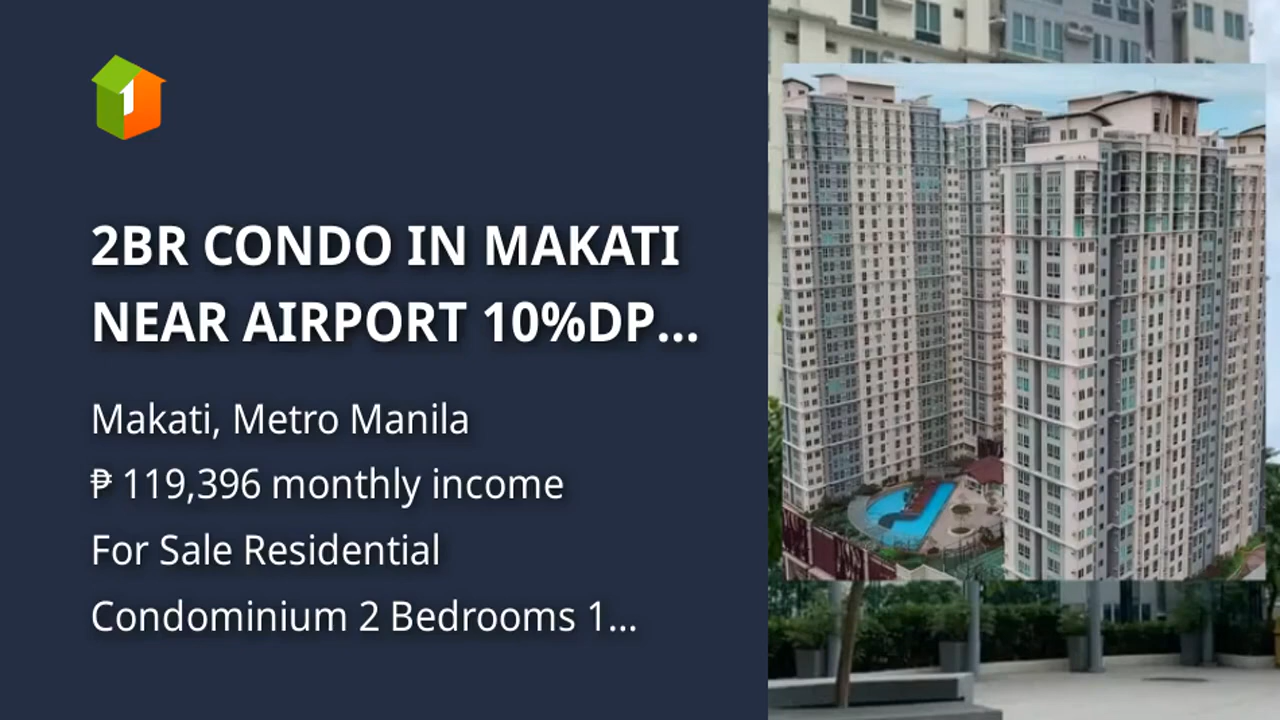 2BR CONDO IN MAKATI
NEAR AIRPORT 10%DP...
Makati, Metro Manila
₱ 119,396 monthly income
For Sale Residential
Condominium 2 Bedrooms 1...